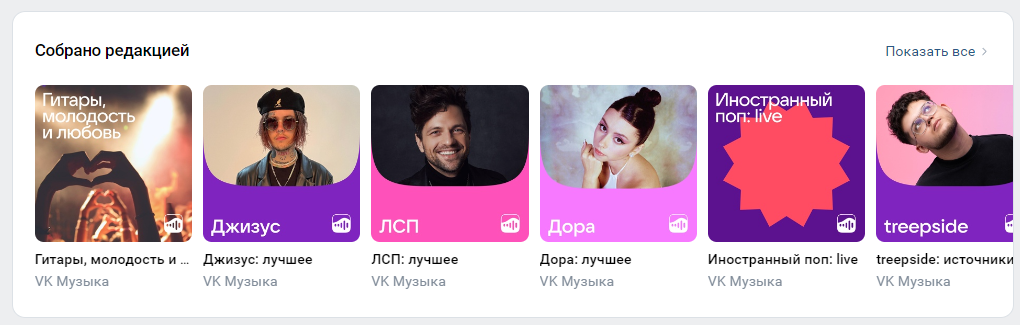 Собрано редакцией
Показать все
Гитары,
молодость
и любовь
Джизус
ЛСП
Дора
Иностранный
поп: live
treepside
Гитары, молодость и ...
Джизус: лучшее
ЛСП: лучшее
Дора: лучшее
Иностранный поп: live
treepside: источники
VK Музыка
VK Музыка
VK Музыка
VK Музыка
VK Музыка
VK Музыка